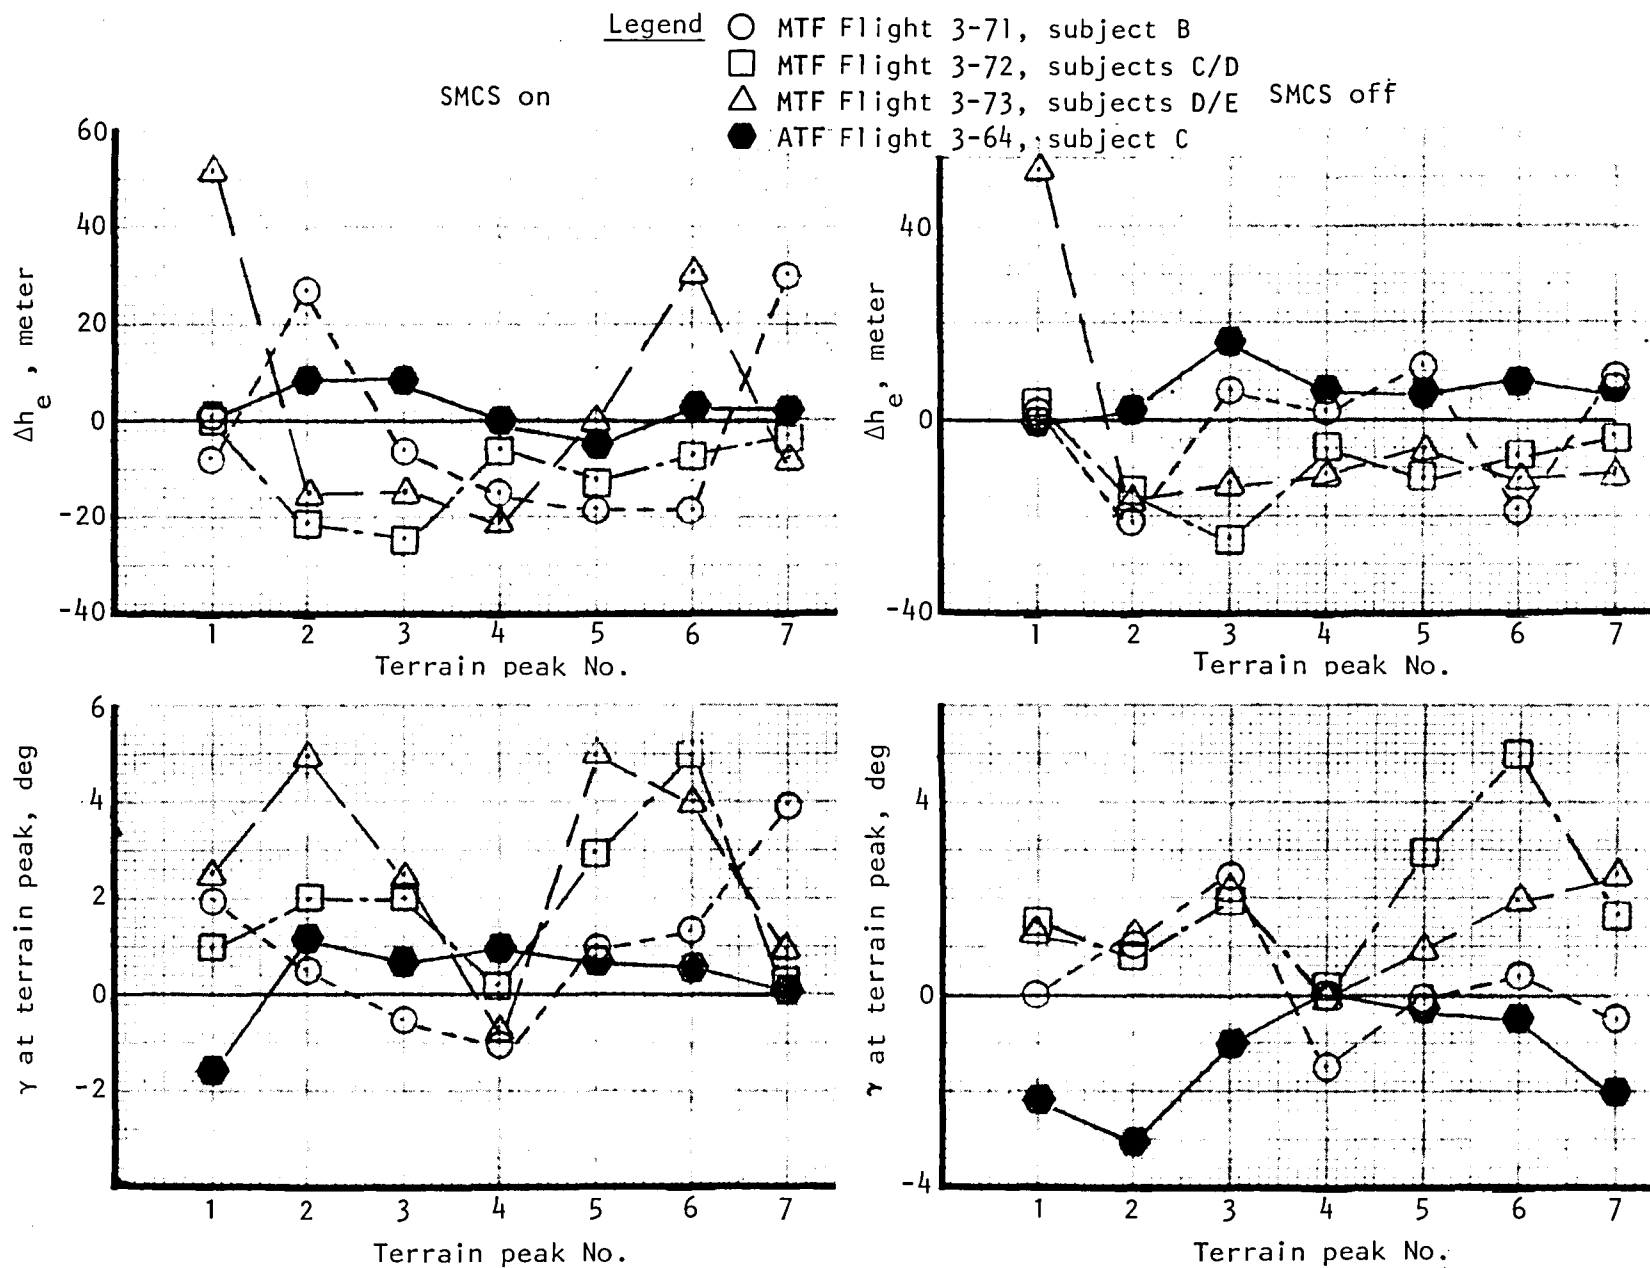 Legend ○ MTF Flight 3-71, subject B
□ MTF Flight 3-72, subjects C/D
△ MTF Flight 3-73, subjects D/E
⬢ ATF Flight 3-64, subject C
SMCS on
SMCS off
60
40
20
0
-20
-40
Δhe, meter
1 2 3 4 5 6 7
Terrain peak No.
40
20
0
-20
-40
Δhe, meter
1 2 3 4 5 6 7
Terrain peak No.
6
4
2
0
-2
γ at terrain peak, deg
1 2 3 4 5 6 7
Terrain peak No.
4
0
-4
γ at terrain peak, deg
1 2 3 4 5 6 7
Terrain peak No.